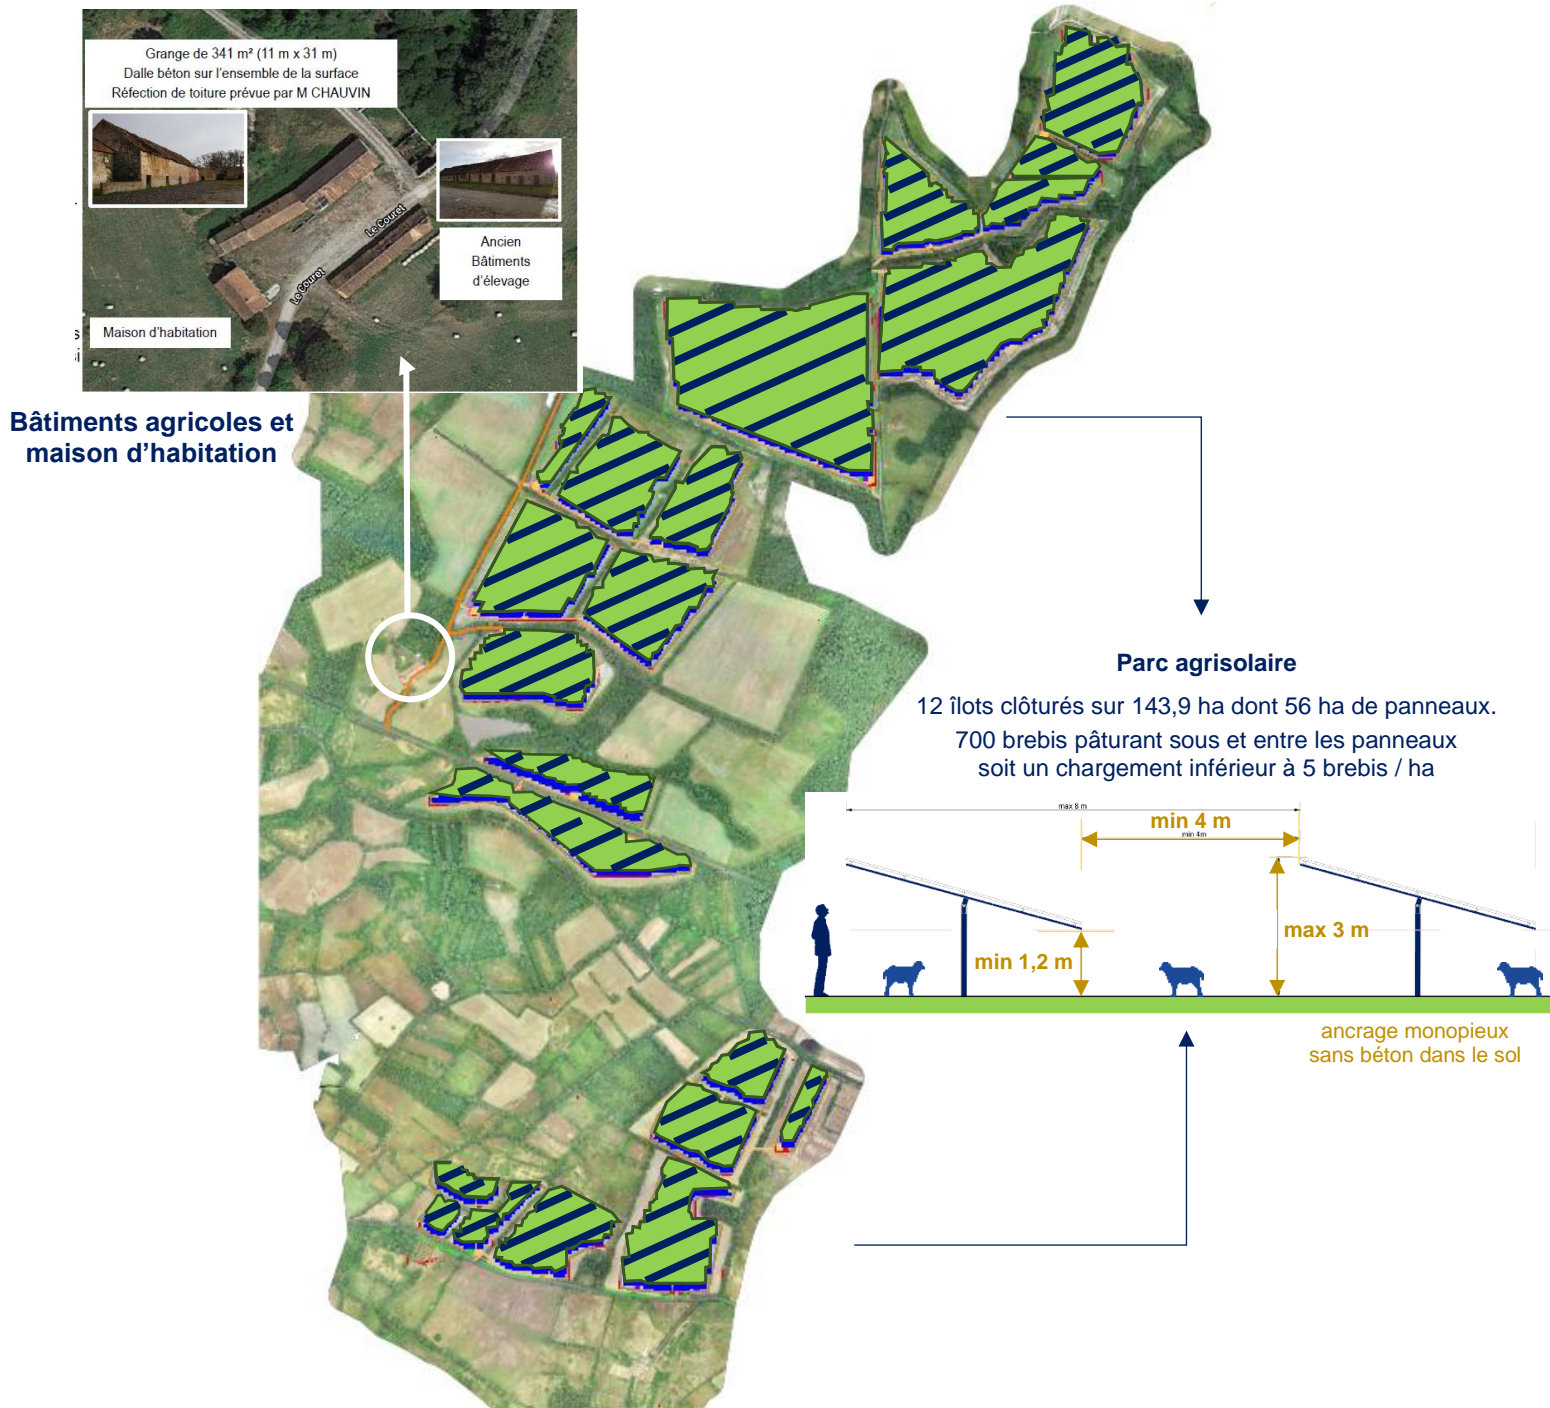 Grange de 341 m² (11 m x 31 m)
Dalle béton sur l'ensemble de la surface
Réfection de toiture prévue par M CHAUVIN
Le Couret
Le Couret
Ancien
Bâtiments
d'élevage
Maison d'habitation
s
si
Bâtiments agricoles et
maison d'habitation
Parc agrisolaire
12 îlots clôturés sur 143,9 ha dont 56 ha de panneaux.
700 brebis pâturant sous et entre les panneaux
soit un chargement inférieur à 5 brebis / ha
max 8 m
min 4 m
min 4m
max 3 m
min 1,2 m
ancrage monopieux
sans béton dans le sol